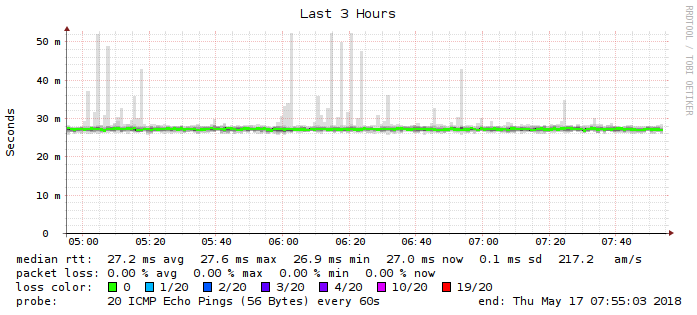 Last 3 Hours
RRDTOOL / TOBI OETIKER
Seconds
50 m
40 m
30 m
20 m
10 m
0
05:00 05:20 05:40 06:00 06:20 06:40 07:00 07:20 07:40
median rtt: 27.2 ms avg 27.6 ms max 26.9 ms min 27.0 ms now 0.1 ms sd 217.2 am/s
packet loss: 0.00 % avg 0.00 % max 0.00 % min 0.00 % now
loss color: 0 1/20 2/20 3/20 4/20 10/20 19/20
probe: 20 ICMP Echo Pings (56 Bytes) every 60s end: Thu May 17 07:55:03 2018